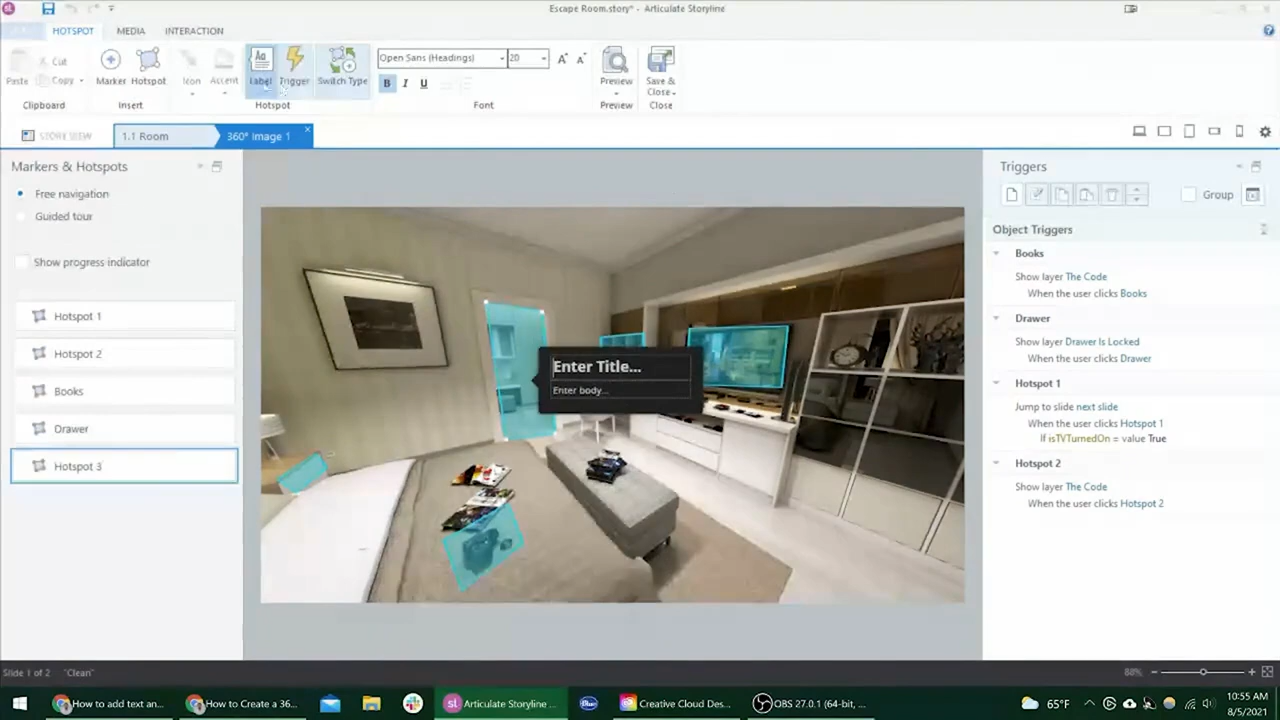 sl
Escape Room.story* - Articulate Storyline
HOTSPOT MEDIA INTERACTION
Paste
Cut
Copy
Clipboard
Marker Hotspot
Insert
Icon Accent Label Trigger Switch Type
Hotspot
Open Sans (Headings) 20
B I U
Font
Preview
Preview
Save & Close
Close
STORY VIEW 1.1 Room 360° Image 1
Markers & Hotspots
Free navigation
Guided tour
Show progress indicator
Hotspot 1
Hotspot 2
Books
Drawer
Hotspot 3
Enter Title...
Enter body...
Triggers
Group
Object Triggers
Books
Show layer The Code
When the user clicks Books
Drawer
Show layer Drawer Is Locked
When the user clicks Drawer
Hotspot 1
Jump to slide next slide
When the user clicks Hotspot 1
If isTVTurnedOn = value True
Hotspot 2
Show layer The Code
When the user clicks Hotspot 2
Slide 1 of 2 "Clean"
88%
How to add text an...
How to Create a 36...
Articulate Storyline ...
Creative Cloud Des...
OBS 27.0.1 (64-bit, ...
65°F
10:55 AM
8/5/2021